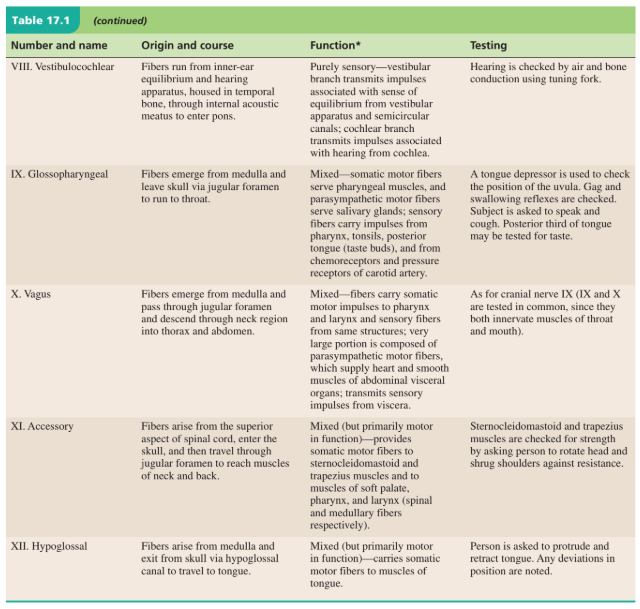 Table 17.1 (continued)
Number and name Origin and course Function* Testing
VIII. Vestibulocochlear
Fibers run from inner-ear
equilibrium and hearing
apparatus, housed in temporal
bone, through internal acoustic
meatus to enter pons.
Purely sensory—vestibular
branch transmits impulses
associated with sense of
equilibrium from vestibular
apparatus and semicircular
canals; cochlear branch
transmits impulses associated
with hearing from cochlea.
Hearing is checked by air and bone
conduction using tuning fork.
IX. Glossopharyngeal
Fibers emerge from medulla and
leave skull via jugular foramen
to run to throat.
Mixed—somatic motor fibers
serve pharyngeal muscles, and
parasympathetic motor fibers
serve salivary glands; sensory
fibers carry impulses from
pharynx, tonsils, posterior
tongue (taste buds), and from
chemoreceptors and pressure
receptors of carotid artery.
A tongue depressor is used to check
the position of the uvula. Gag and
swallowing reflexes are checked.
Subject is asked to speak and
cough. Posterior third of tongue
may be tested for taste.
X. Vagus
Fibers emerge from medulla and
pass through jugular foramen
and descend through neck region
into thorax and abdomen.
Mixed—fibers carry somatic
motor impulses to pharynx
and larynx and sensory fibers
from same structures; very
large portion is composed of
parasympathetic motor fibers,
which supply heart and smooth
muscles of abdominal visceral
organs; transmits sensory
impulses from viscera.
As for cranial nerve IX (IX and X
are tested in common, since they
both innervate muscles of throat
and mouth).
XI. Accessory
Fibers arise from the superior
aspect of spinal cord, enter the
skull, and then travel through
jugular foramen to reach muscles
of neck and back.
Mixed (but primarily motor
in function)—provides
somatic motor fibers to
sternocleidomastoid and
trapezius muscles and to
muscles of soft palate,
pharynx, and larynx (spinal
and medullary fibers
respectively).
Sternocleidomastoid and trapezius
muscles are checked for strength
by asking person to rotate head and
shrug shoulders against resistance.
XII. Hypoglossal
Fibers arise from medulla and
exit from skull via hypoglossal
canal to travel to tongue.
Mixed (but primarily motor
in function)—carries somatic
motor fibers to muscles of
tongue.
Person is asked to protrude and
retract tongue. Any deviations in
position are noted.